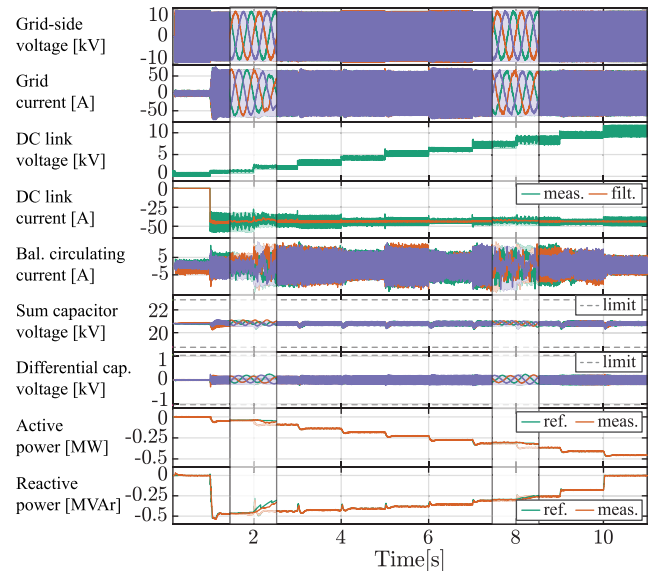 Grid-side
voltage [kV]
10
0
-10
Grid
current [A]
50
0
-50
DC link
voltage [kV]
10
5
0
DC link
current [A]
0
-25
-50
meas. filt.
Bal. circulating
current [A]
5
-5
Sum capacitor
voltage [kV]
22
20
limit
Differential cap.
voltage [kV]
1
0
-1
limit
Active
power [MW]
0
-0.25
-0.5
ref. meas.
Reactive
power [MVAr]
0
-0.25
-0.5
ref. meas.
2 4 6 8 10
Time[s]